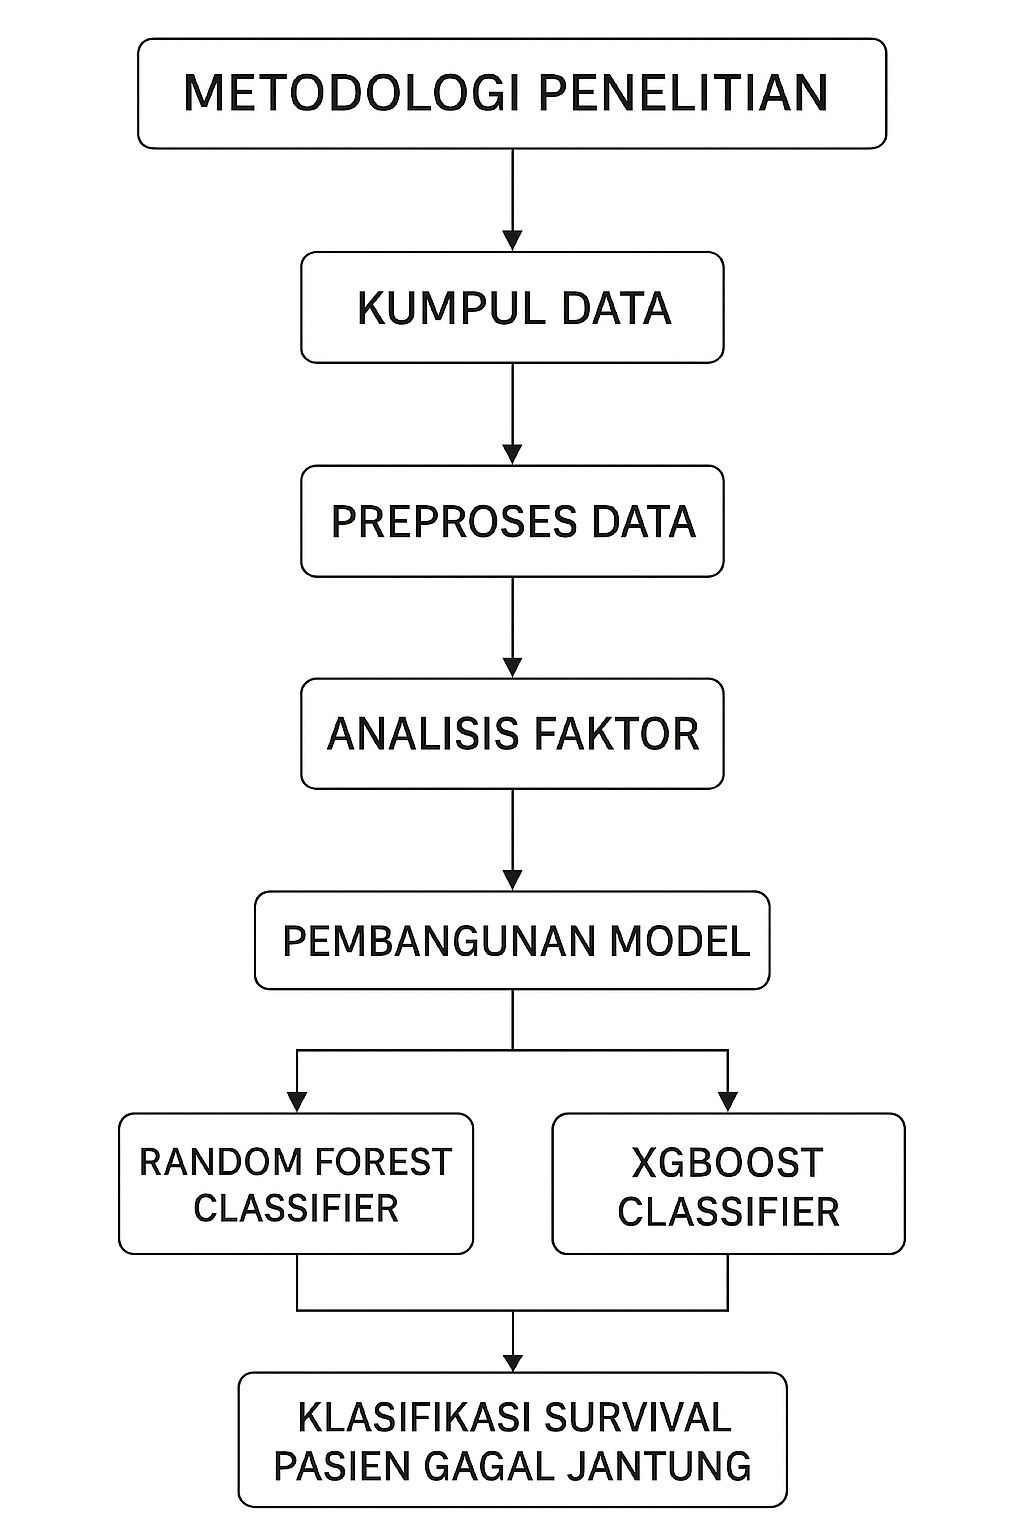 METODOLOGI PENELITIAN
KUMPUL DATA
PREPROSES DATA
ANALISIS FAKTOR
PEMBANGUNAN MODEL
RANDOM FOREST
CLASSIFIER
XGBOOST
CLASSIFIER
KLASIFIKASI SURVIVAL
PASIEN GAGAL JANTUNG